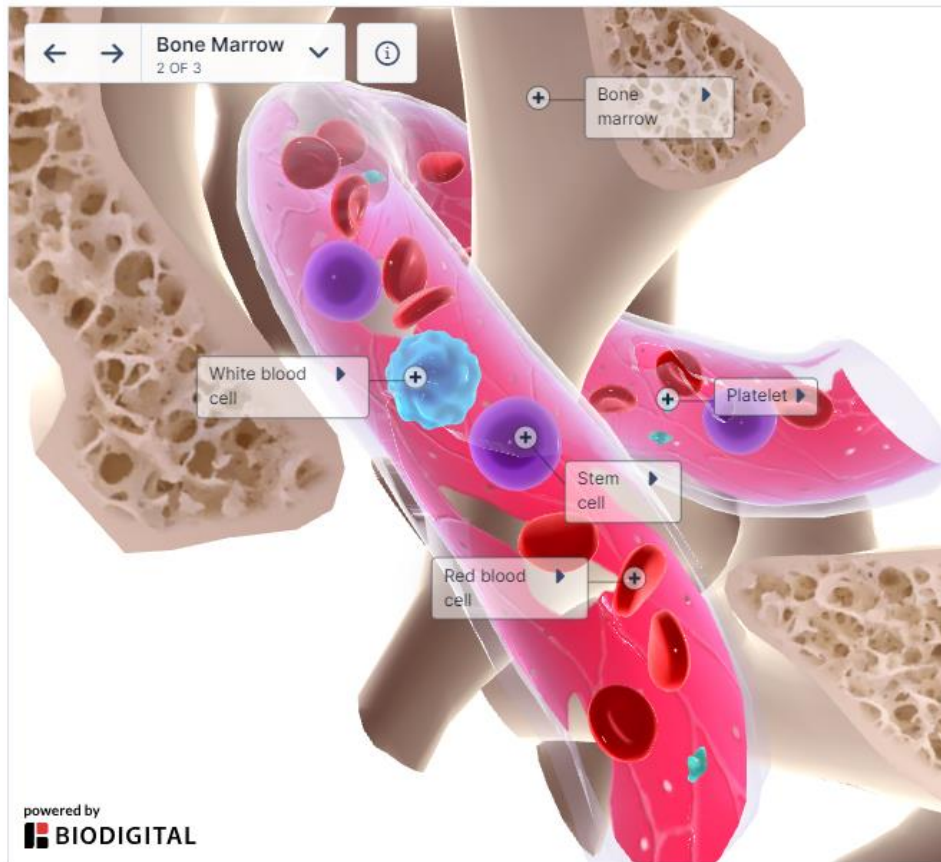 Bone Marrow
2 OF 3
Bone
marrow
White blood
cell
Platelet
Stem
cell
Red blood
cell
powered by
BIODIGITAL